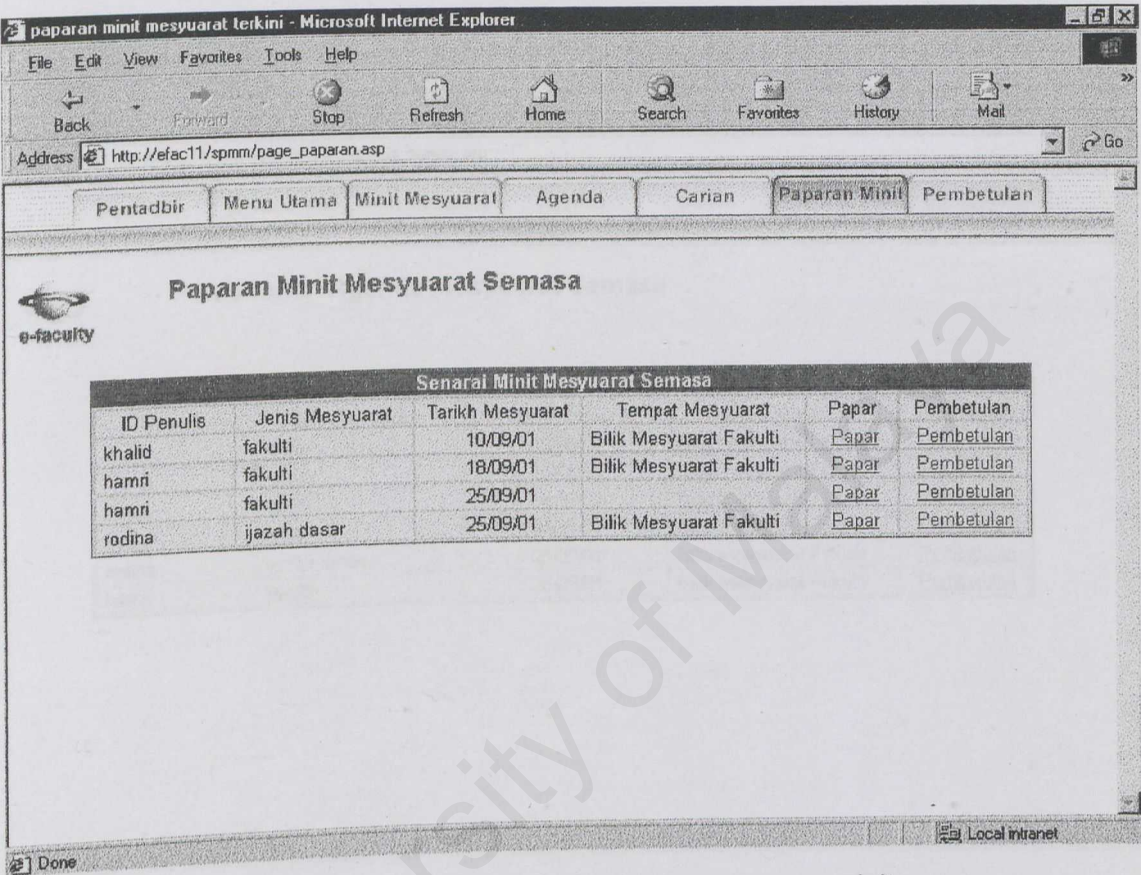 paparan minit mesyuarat terkini - Microsoft Internet Explorer
File Edit View Favorites Tools Help
Back Forward Stop Refresh Home Search Favorites History Mail
Address http://efac11/spmm/page_paparan.asp Go
Pentadbir Menu Utama Minit Mesyuarat Agenda Carian Paparan Minit Pembetulan
Paparan Minit Mesyuarat Semasa
e-faculty
Senarai Minit Mesyuarat Semasa
ID Penulis Jenis Mesyuarat Tarikh Mesyuarat Tempat Mesyuarat Papar Pembetulan
khalid fakulti 10/09/01 Bilik Mesyuarat Fakulti Papar Pembetulan
hamri fakulti 18/09/01 Bilik Mesyuarat Fakulti Papar Pembetulan
hamri fakulti 25/09/01 Papar Pembetulan
rodina ijazah dasar 25/09/01 Bilik Mesyuarat Fakulti Papar Pembetulan
Done Local intranet
rsity of Malaya